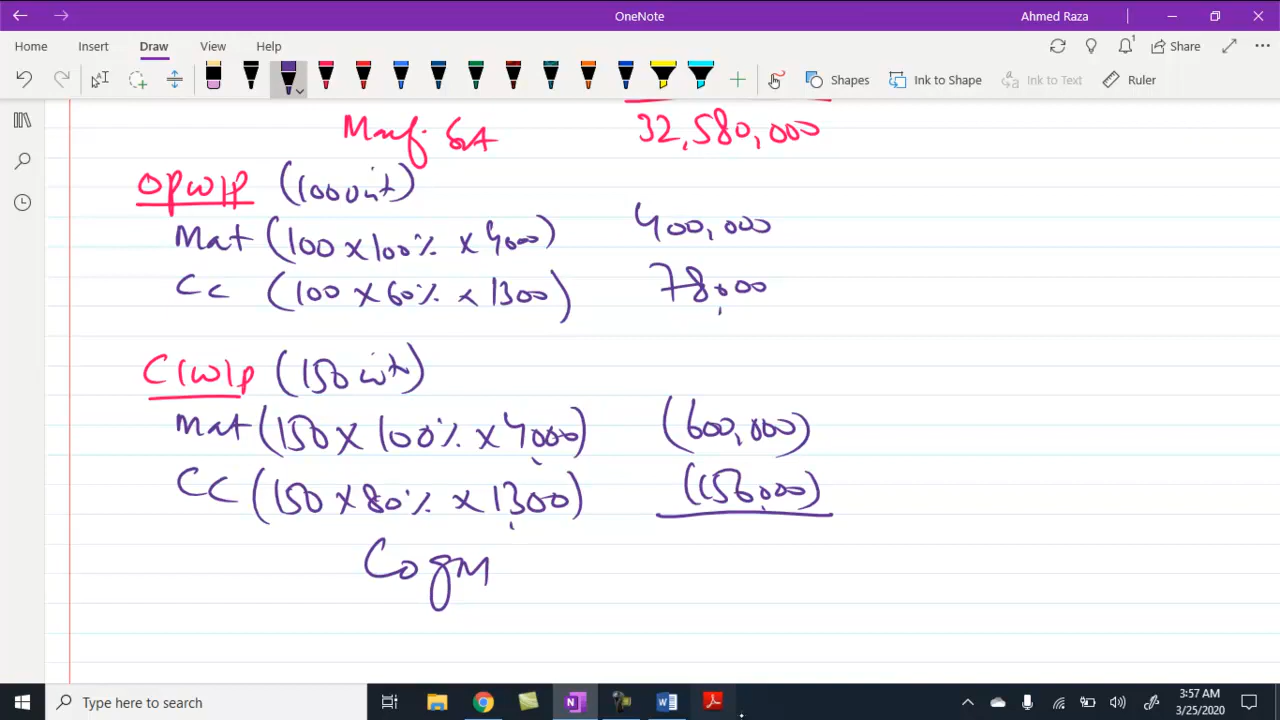 OneNote
Ahmed Raza
Home Insert Draw View Help
Share
Shapes
Ink to Shape
Ink to Text
Ruler
32,580,000
OpWIP (100 unit)
Mat (100 x 100% x 4000) 400,000
CC (100 x 60% x 1300) 78,000
C(W)P (150 unit)
Mat (150 x 100% x 4000) (600,000)
CC (150 x 80% x 1300) (156,000)
CogM
Type here to search
3:57 AM
3/25/2020